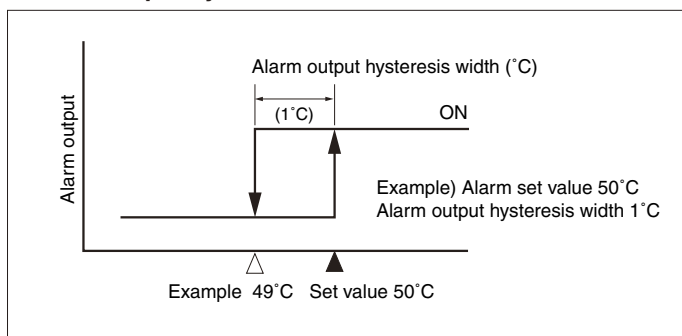 Alarm output hysteresis width (˚C)
(1˚C)
ON
Alarm output
Example) Alarm set value 50˚C
Alarm output hysteresis width 1˚C
Example 49˚C Set value 50˚C